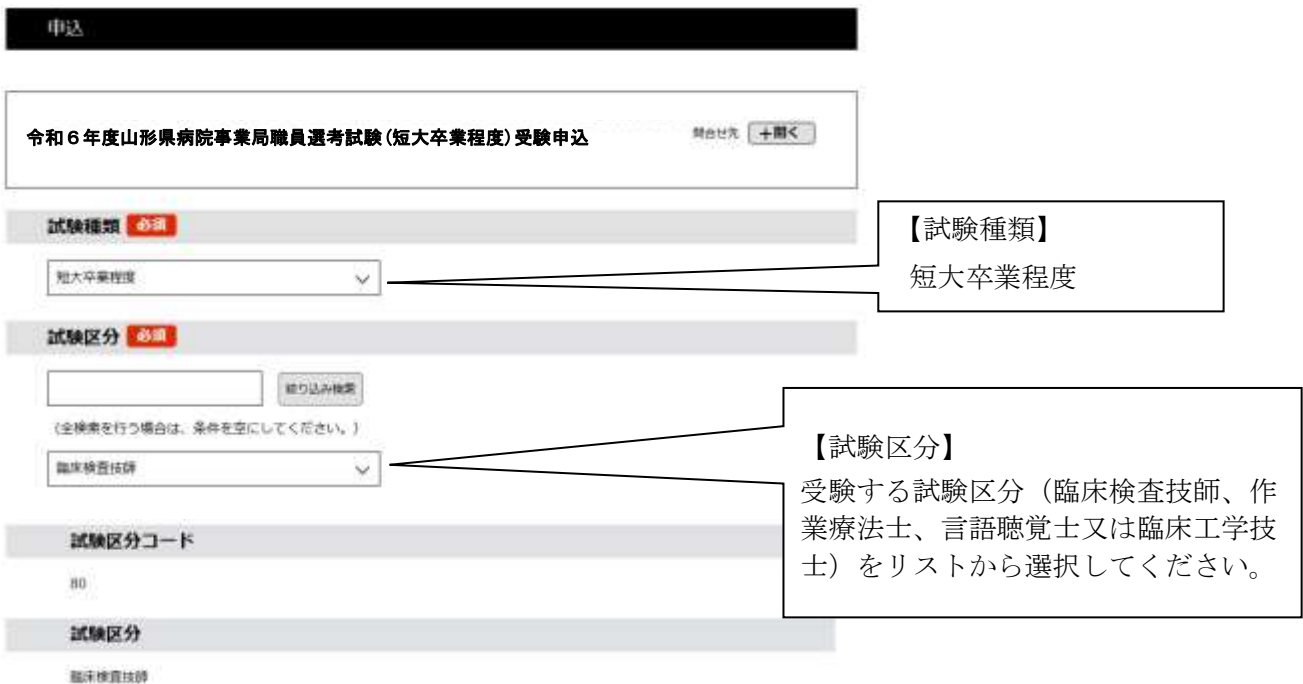 申込
令和６年度山形県病院事業局職員選考試験(短大卒業程度)受験申込
問合せ先 ＋開く
試験種類 必須
短大卒業程度
【試験種類】
短大卒業程度
試験区分 必須
絞り込み検索
(全検索を行う場合は、条件を空にしてください。)
臨床検査技師
【試験区分】
受験する試験区分（臨床検査技師、作
業療法士、言語聴覚士又は臨床工学技
士）をリストから選択してください。
試験区分コード
80
試験区分
臨床検査技師